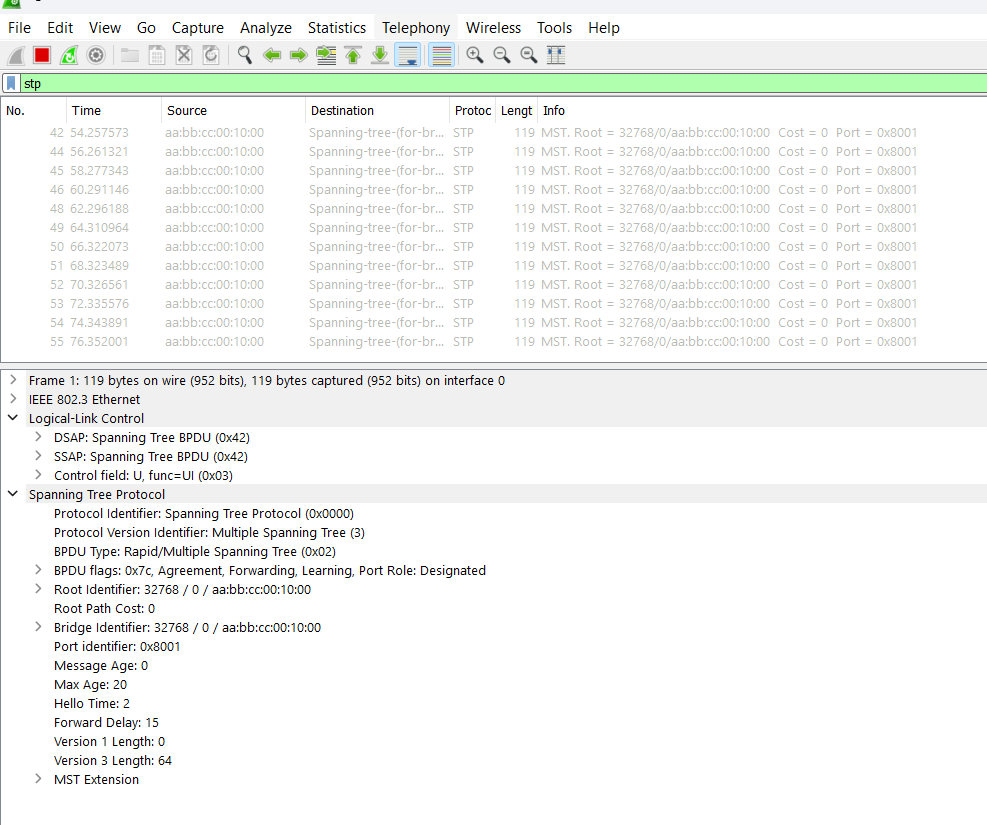 File Edit View Go Capture Analyze Statistics Telephony Wireless Tools Help
stp
No. Time Source Destination Protoc Lengt Info
42 54.257573 aa:bb:cc:00:10:00 Spanning-tree-(for-br... STP 119 MST. Root = 32768/0/aa:bb:cc:00:10:00 Cost = 0 Port = 0x8001
44 56.261321 aa:bb:cc:00:10:00 Spanning-tree-(for-br... STP 119 MST. Root = 32768/0/aa:bb:cc:00:10:00 Cost = 0 Port = 0x8001
45 58.277343 aa:bb:cc:00:10:00 Spanning-tree-(for-br... STP 119 MST. Root = 32768/0/aa:bb:cc:00:10:00 Cost = 0 Port = 0x8001
46 60.291146 aa:bb:cc:00:10:00 Spanning-tree-(for-br... STP 119 MST. Root = 32768/0/aa:bb:cc:00:10:00 Cost = 0 Port = 0x8001
48 62.296188 aa:bb:cc:00:10:00 Spanning-tree-(for-br... STP 119 MST. Root = 32768/0/aa:bb:cc:00:10:00 Cost = 0 Port = 0x8001
49 64.310964 aa:bb:cc:00:10:00 Spanning-tree-(for-br... STP 119 MST. Root = 32768/0/aa:bb:cc:00:10:00 Cost = 0 Port = 0x8001
50 66.322073 aa:bb:cc:00:10:00 Spanning-tree-(for-br... STP 119 MST. Root = 32768/0/aa:bb:cc:00:10:00 Cost = 0 Port = 0x8001
51 68.323489 aa:bb:cc:00:10:00 Spanning-tree-(for-br... STP 119 MST. Root = 32768/0/aa:bb:cc:00:10:00 Cost = 0 Port = 0x8001
52 70.326561 aa:bb:cc:00:10:00 Spanning-tree-(for-br... STP 119 MST. Root = 32768/0/aa:bb:cc:00:10:00 Cost = 0 Port = 0x8001
53 72.335576 aa:bb:cc:00:10:00 Spanning-tree-(for-br... STP 119 MST. Root = 32768/0/aa:bb:cc:00:10:00 Cost = 0 Port = 0x8001
54 74.343891 aa:bb:cc:00:10:00 Spanning-tree-(for-br... STP 119 MST. Root = 32768/0/aa:bb:cc:00:10:00 Cost = 0 Port = 0x8001
55 76.352001 aa:bb:cc:00:10:00 Spanning-tree-(for-br... STP 119 MST. Root = 32768/0/aa:bb:cc:00:10:00 Cost = 0 Port = 0x8001
Frame 1: 119 bytes on wire (952 bits), 119 bytes captured (952 bits) on interface 0
IEEE 802.3 Ethernet
Logical-Link Control
DSAP: Spanning Tree BPDU (0x42)
SSAP: Spanning Tree BPDU (0x42)
Control field: U, func=UI (0x03)
Spanning Tree Protocol
Protocol Identifier: Spanning Tree Protocol (0x0000)
Protocol Version Identifier: Multiple Spanning Tree (3)
BPDU Type: Rapid/Multiple Spanning Tree (0x02)
BPDU flags: 0x7c, Agreement, Forwarding, Learning, Port Role: Designated
Root Identifier: 32768 / 0 / aa:bb:cc:00:10:00
Root Path Cost: 0
Bridge Identifier: 32768 / 0 / aa:bb:cc:00:10:00
Port identifier: 0x8001
Message Age: 0
Max Age: 20
Hello Time: 2
Forward Delay: 15
Version 1 Length: 0
Version 3 Length: 64
MST Extension